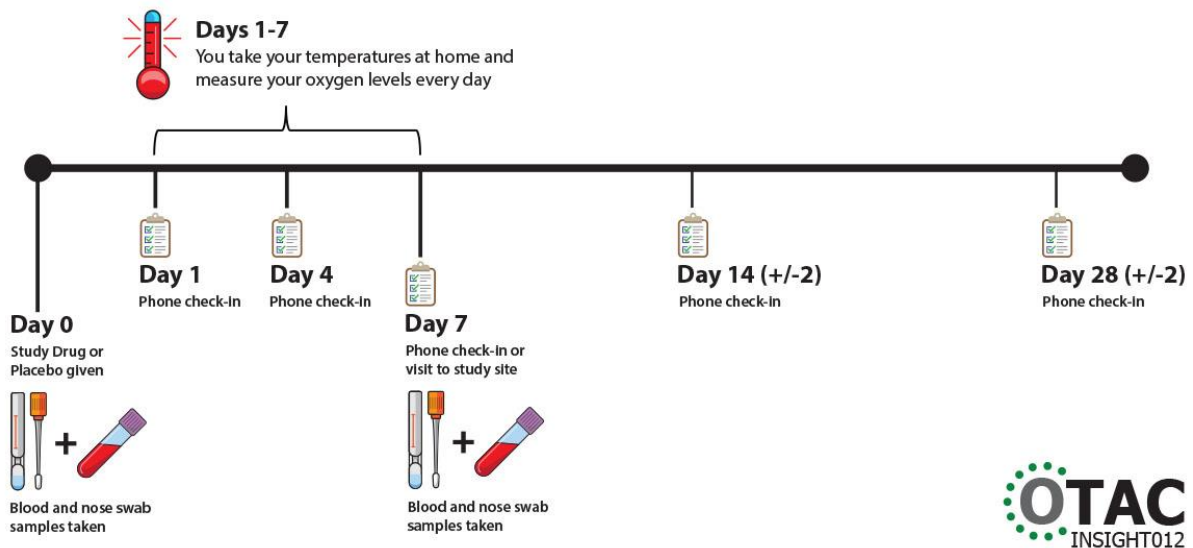 Days 1-7
You take your temperatures at home and
measure your oxygen levels every day
Day 1
Phone check-in
Day 4
Phone check-in
Day 14 (+/-2)
Phone check-in
Day 28 (+/-2)
Phone check-in
Day 0
Study Drug or
Placebo given
+
Blood and nose swab
samples taken
Day 7
Phone check-in or
visit to study site
+
Blood and nose swab
samples taken
OTAC
INSIGHT012